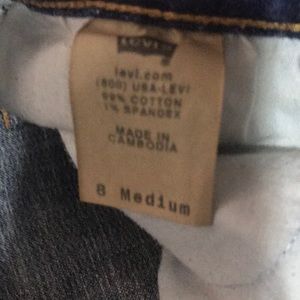 LEVI'S
levi.com
(800) USA-LEVI
99% COTTON
1% SPANDEX
MADE IN
CAMBODIA
8 Medium